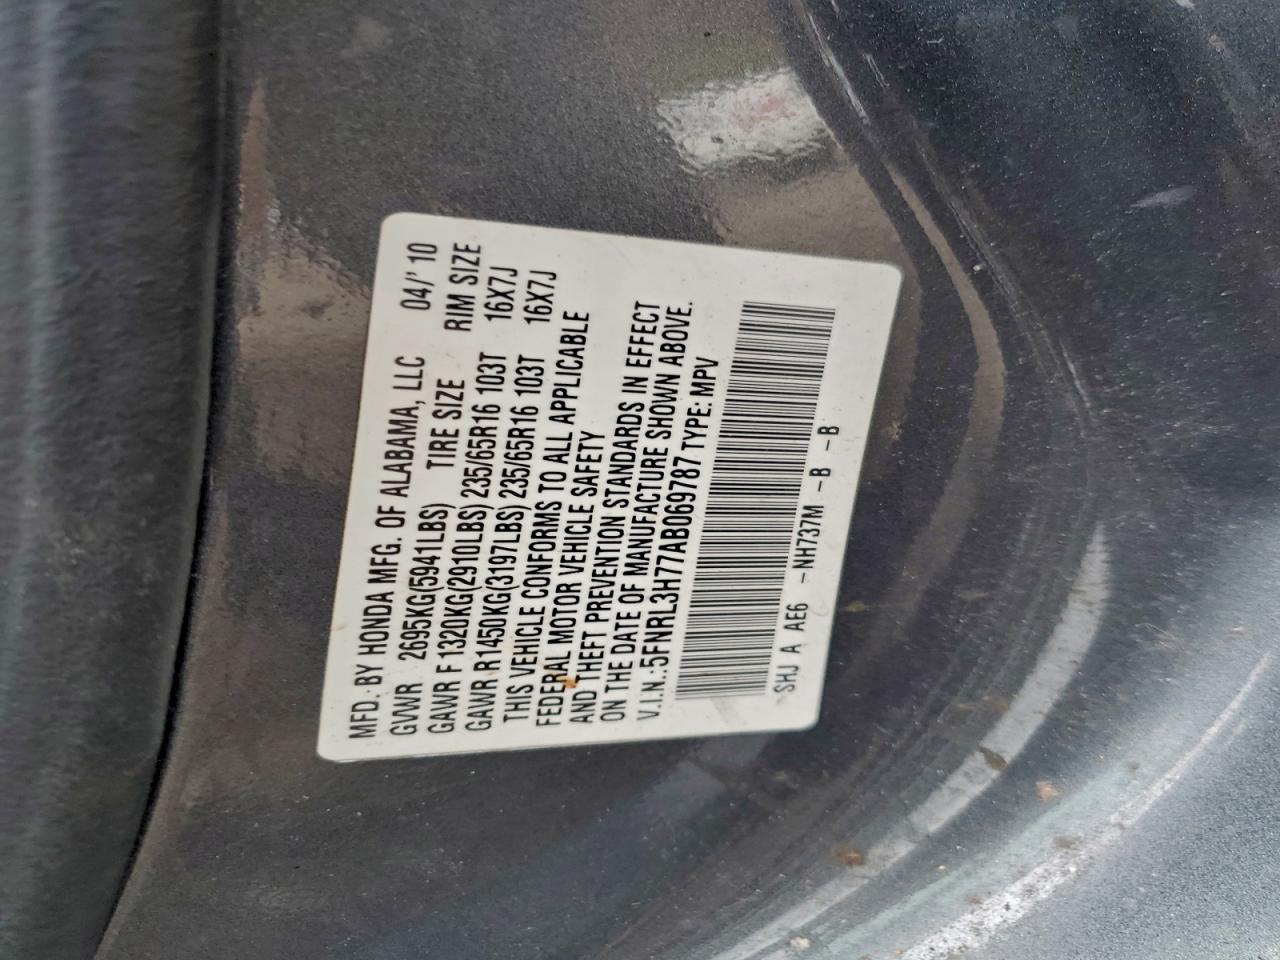 MFD. BY HONDA MFG. OF ALABAMA, LLC 04/' 10
GVWR 2695KG(5941LBS) TIRE SIZE RIM SIZE
GAWR F 1320KG(2910LBS) 235/65R16 103T 16X7J
GAWR R1450KG(3197LBS) 235/65R16 103T 16X7J
THIS VEHICLE CONFORMS TO ALL APPLICABLE
FEDERAL MOTOR VEHICLE SAFETY
AND THEFT PREVENTION STANDARDS IN EFFECT
ON THE DATE OF MANUFACTURE SHOWN ABOVE.
V.I.N.:5FNRL3H77AB069787 TYPE: MPV
SHJ A AE6 -NH737M -B -B